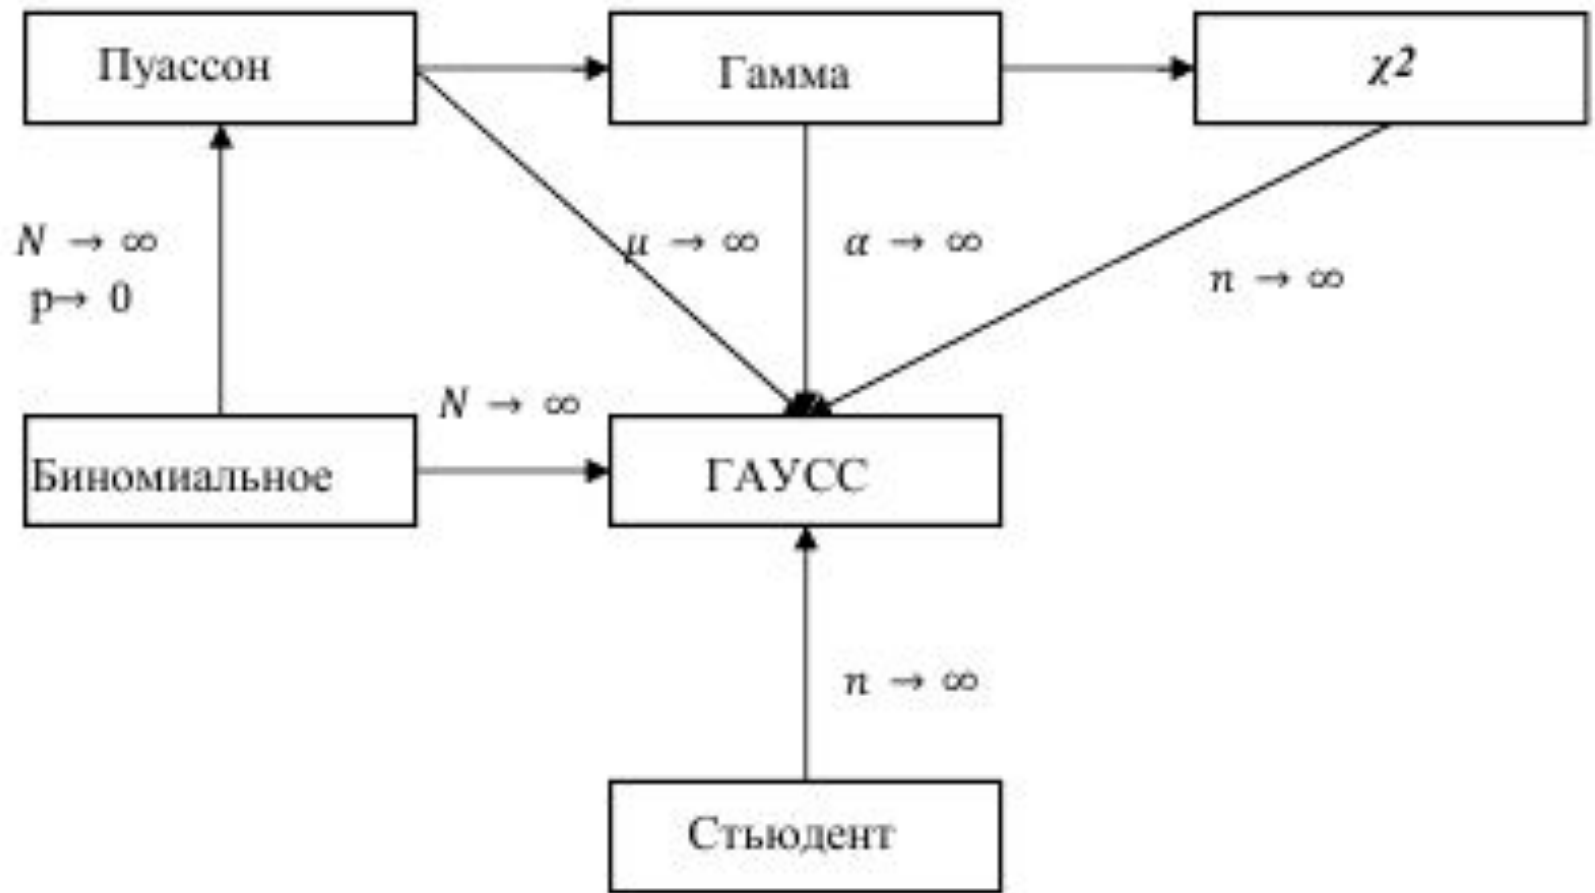 Пуассон
Гамма
χ2
N → ∞
p→ 0
μ → ∞
α → ∞
n → ∞
N → ∞
Биномиальное
ГАУСС
n → ∞
Стьюдент